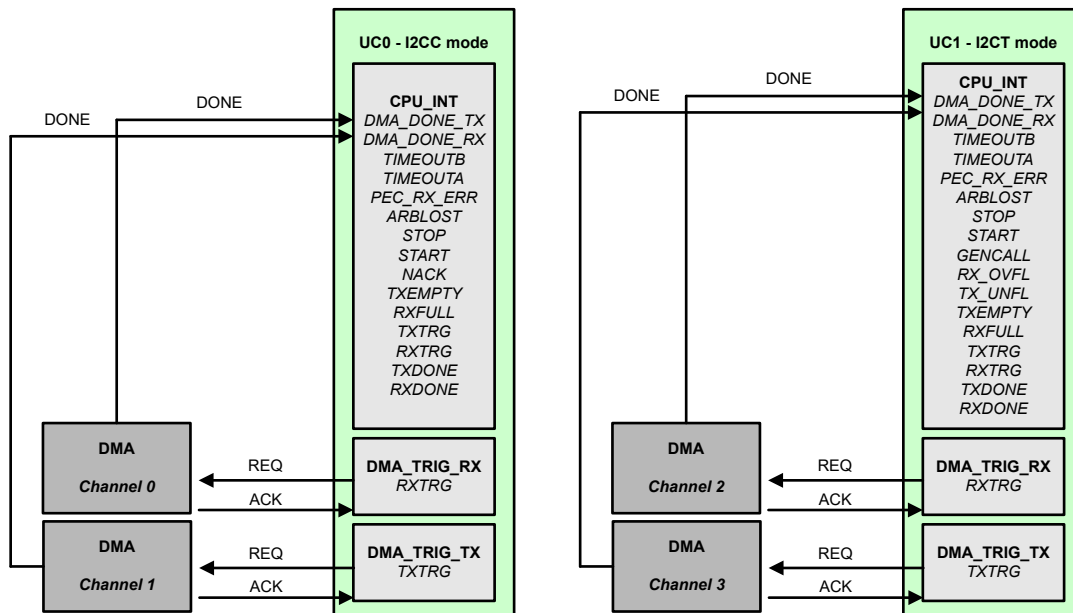 UC0 - I2CC mode
CPU_INT
DMA_DONE_TX
DMA_DONE_RX
TIMEOUTB
TIMEOUTA
PEC_RX_ERR
ARBLOST
STOP
START
NACK
TXEMPTY
RXFULL
TXTRG
RXTRG
TXDONE
RXDONE
DONE
DONE
DMA
Channel 0
REQ
ACK
DMA_TRIG_RX
RXTRG
DMA
Channel 1
REQ
ACK
DMA_TRIG_TX
TXTRG
UC1 - I2CT mode
CPU_INT
DMA_DONE_TX
DMA_DONE_RX
TIMEOUTB
TIMEOUTA
PEC_RX_ERR
ARBLOST
STOP
START
GENCALL
RX_OVFL
TX_UNFL
TXEMPTY
RXFULL
TXTRG
RXTRG
TXDONE
RXDONE
DONE
DONE
DMA
Channel 2
REQ
ACK
DMA_TRIG_RX
RXTRG
DMA
Channel 3
REQ
ACK
DMA_TRIG_TX
TXTRG